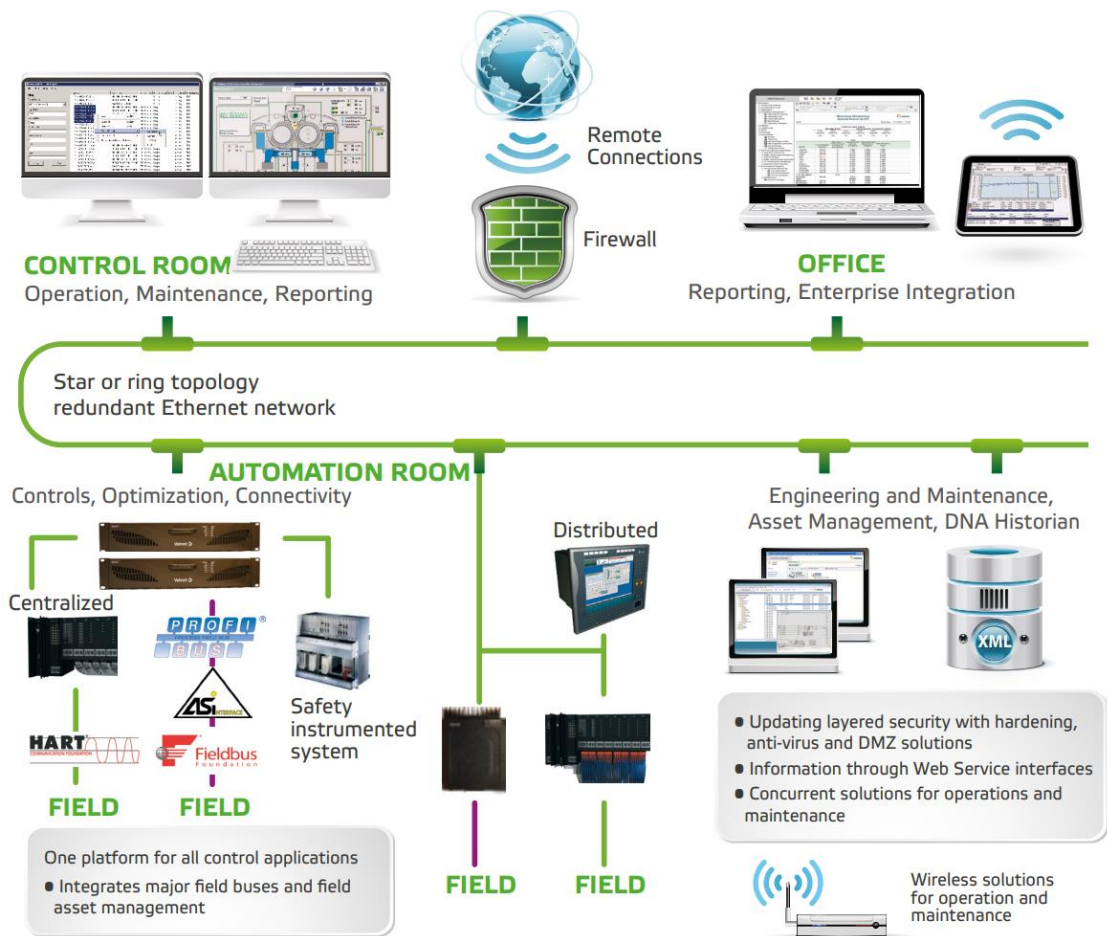 Remote
Connections
Firewall
CONTROL ROOM
Operation, Maintenance, Reporting
OFFICE
Reporting, Enterprise Integration
Star or ring topology
redundant Ethernet network
AUTOMATION ROOM
Controls, Optimization, Connectivity
Centralized
PROFI®
BUS
ASi
INTERFACE
HART
COMMUNICATION FOUNDATION
Fieldbus
Foundation
Safety
instrumented
system
FIELD
FIELD
One platform for all control applications
• Integrates major field buses and field
asset management
Distributed
FIELD
FIELD
Engineering and Maintenance,
Asset Management, DNA Historian
XML
• Updating layered security with hardening,
anti-virus and DMZ solutions
• Information through Web Service interfaces
• Concurrent solutions for operations and
maintenance
Wireless solutions
for operation and
maintenance